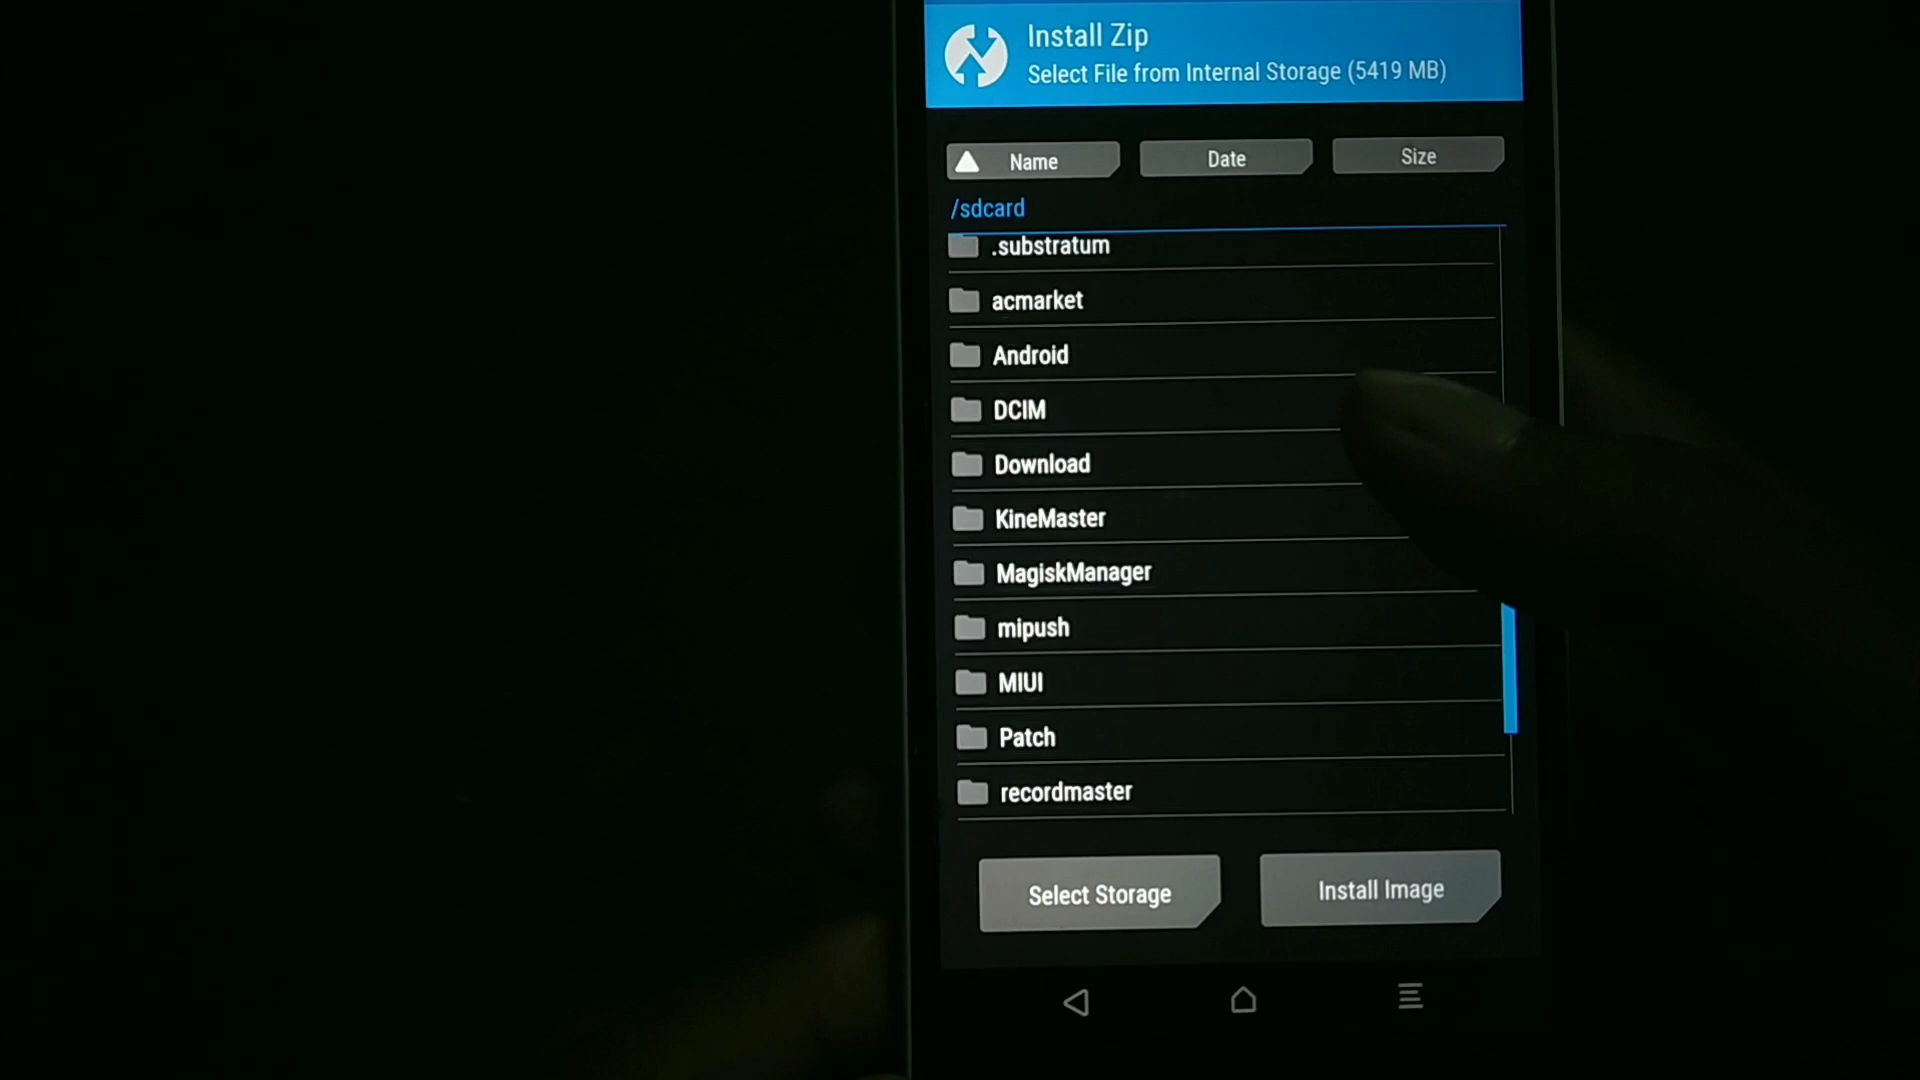 Install Zip
Select File from Internal Storage (5419 MB)
Name Date Size
/sdcard
.substratum
acmarket
Android
DCIM
Download
KineMaster
MagiskManager
mipush
MIUI
Patch
recordmaster
Select Storage Install Image